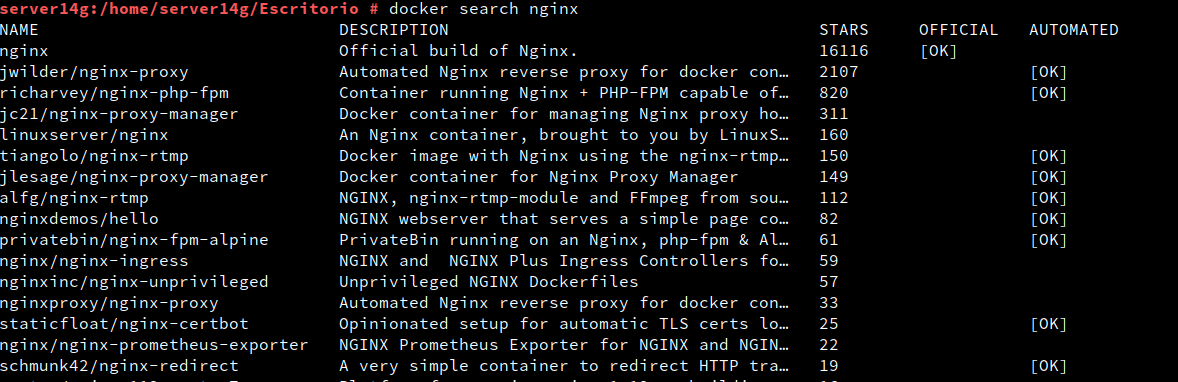 server14g:/home/server14g/Escritorio # docker search nginx
NAME DESCRIPTION STARS OFFICIAL AUTOMATED
nginx Official build of Nginx. 16116 [OK]
jwilder/nginx-proxy Automated Nginx reverse proxy for docker con… 2107 [OK]
richarvey/nginx-php-fpm Container running Nginx + PHP-FPM capable of… 820 [OK]
jc21/nginx-proxy-manager Docker container for managing Nginx proxy ho… 311
linuxserver/nginx An Nginx container, brought to you by LinuxS… 160
tiangolo/nginx-rtmp Docker image with Nginx using the nginx-rtmp… 150 [OK]
jlesage/nginx-proxy-manager Docker container for Nginx Proxy Manager 149 [OK]
alfg/nginx-rtmp NGINX, nginx-rtmp-module and FFmpeg from sou… 112 [OK]
nginxdemos/hello NGINX webserver that serves a simple page co… 82 [OK]
privatebin/nginx-fpm-alpine PrivateBin running on an Nginx, php-fpm & Al… 61 [OK]
nginx/nginx-ingress NGINX and  NGINX Plus Ingress Controllers fo… 59
nginxinc/nginx-unprivileged Unprivileged NGINX Dockerfiles 57
nginxproxy/nginx-proxy Automated Nginx reverse proxy for docker con… 33
staticfloat/nginx-certbot Opinionated setup for automatic TLS certs lo… 25 [OK]
nginx/nginx-prometheus-exporter NGINX Prometheus Exporter for NGINX and NGIN… 22
schmunk42/nginx-redirect A very simple container to redirect HTTP tra… 19 [OK]